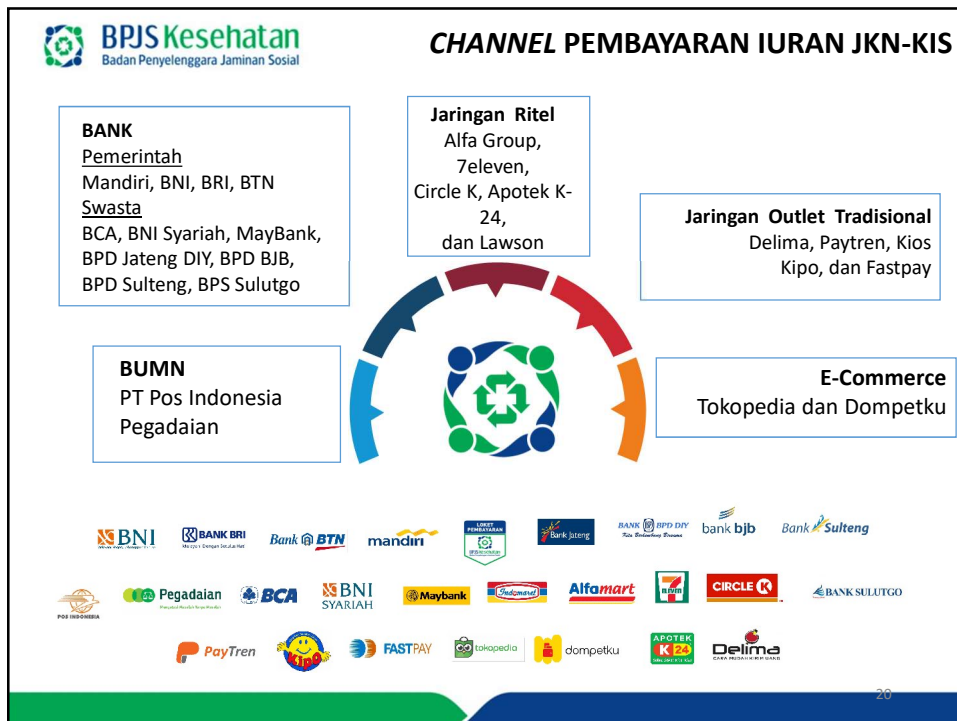 BPJS Kesehatan
Badan Penyelenggara Jaminan Sosial
CHANNEL PEMBAYARAN IURAN JKN-KIS
BANK
Pemerintah
Mandiri, BNI, BRI, BTN
Swasta
BCA, BNI Syariah, MayBank,
BPD Jateng DIY, BPD BJB,
BPD Sulteng, BPS Sulutgo
Jaringan Ritel
Alfa Group,
7eleven,
Circle K, Apotek K-
24,
dan Lawson
Jaringan Outlet Tradisional
Delima, Paytren, Kios
Kipo, dan Fastpay
BUMN
PT Pos Indonesia
Pegadaian
E-Commerce
Tokopedia dan Dompetku
BNI
BANK BRI
Bank BTN
mandiri
LOKET
PEMBAYARAN
BPJS Kesehatan
Bank Jateng
BANK BPD DIY
bank bjb
Bank Sulteng
POS INDONESIA
Pegadaian
BCA
BNI
SYARIAH
Maybank
Indomaret
Alfamart
7
ELEVEN
CIRCLE K
BANK SULUTGO
PayTren
Kipo
FASTPAY
tokopedia
dompetku
APOTEK
K 24
Delima
20